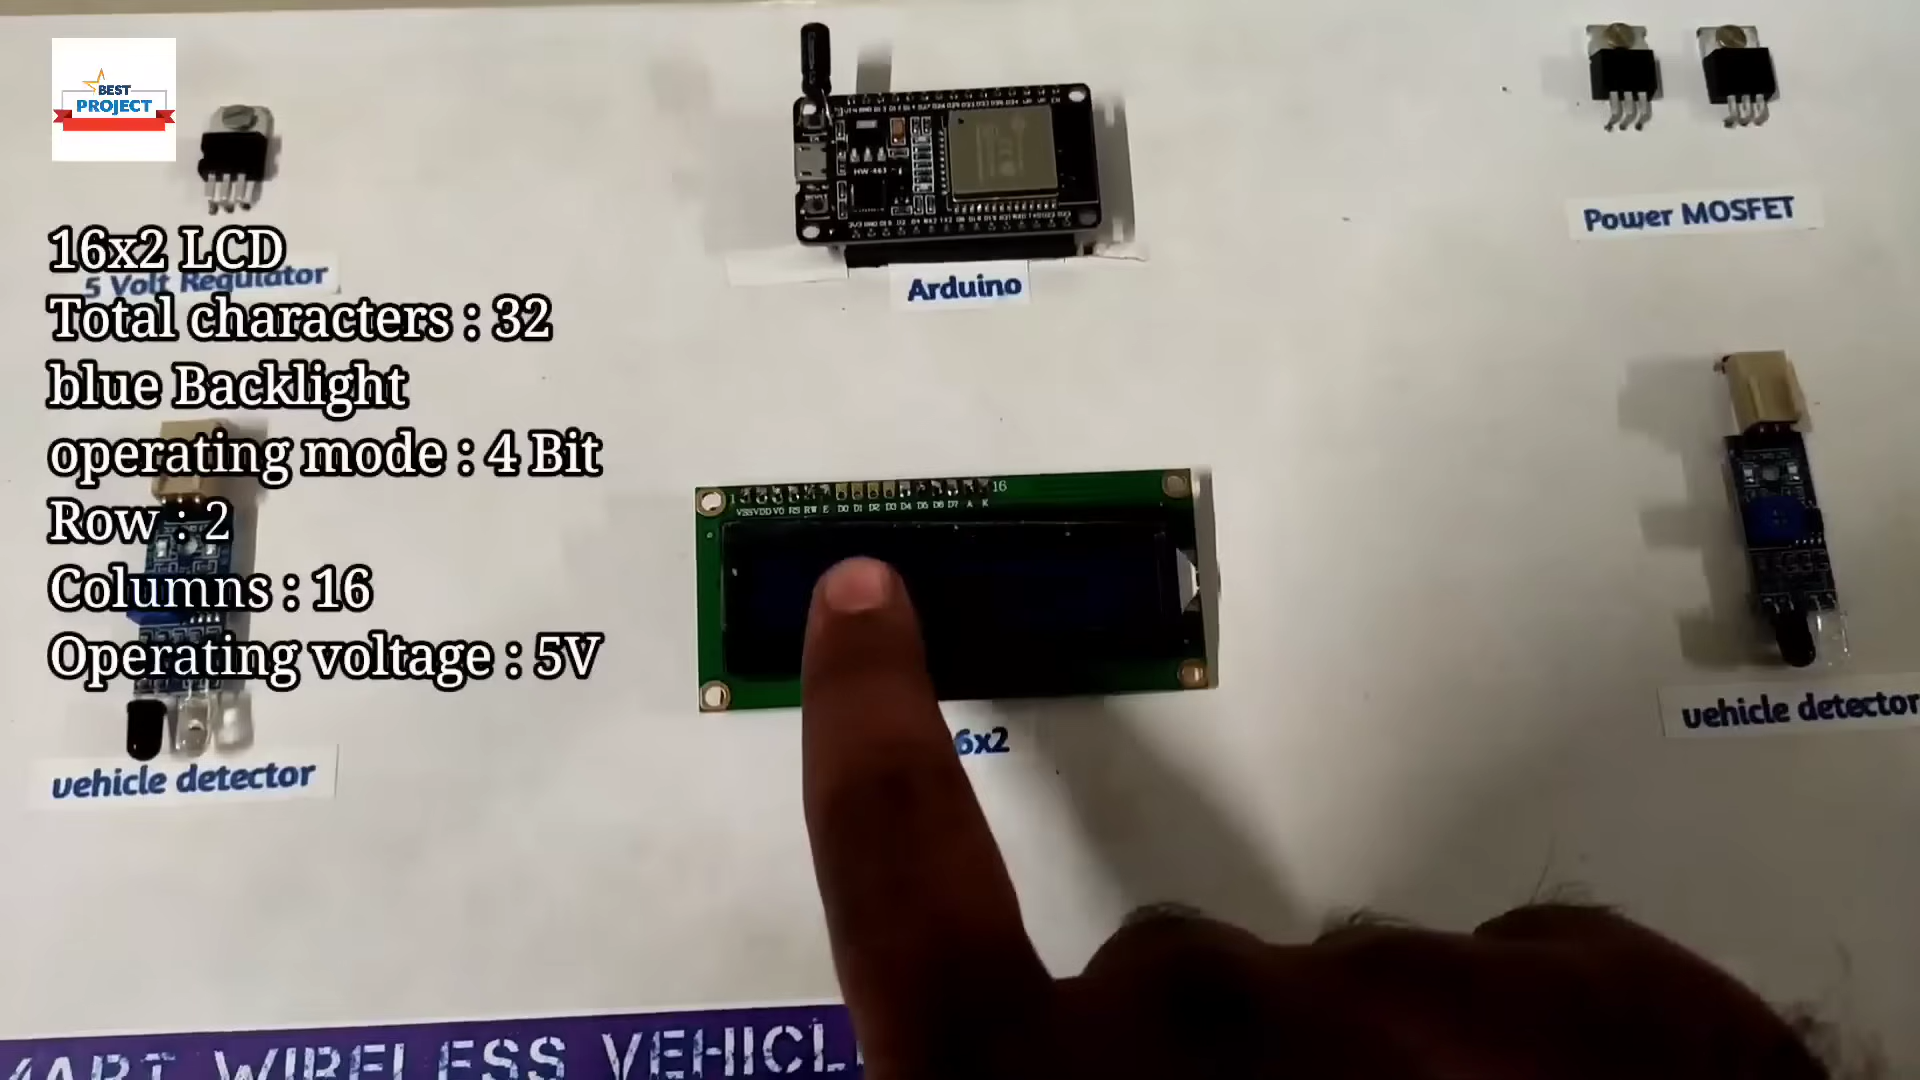 BEST
PROJECT
16x2 LCD
5 Volt Regulator
Total characters : 32
blue Backlight
operating mode : 4 Bit
Row : 2
Columns : 16
Operating voltage : 5V
vehicle detector
HW-463
Arduino
Power MOSFET
1 16
VSS VDD V0 RS RW E D0 D1 D2 D3 D4 D5 D6 D7 A K
6x2
vehicle detector
WIRELESS VEHICL